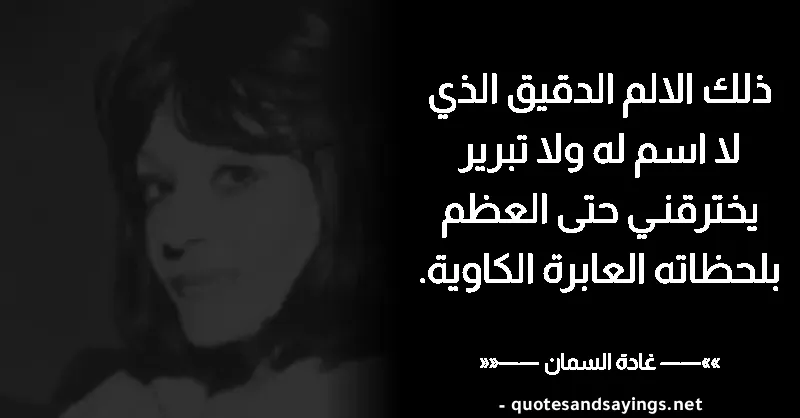 ذلك الالم الدقيق الذي
لا اسم له ولا تبرير
يخترقني حتى العظم
بلحظاته العابرة الكاوية.
»»—— غادة السمان ——««
- quotesandsayings.net